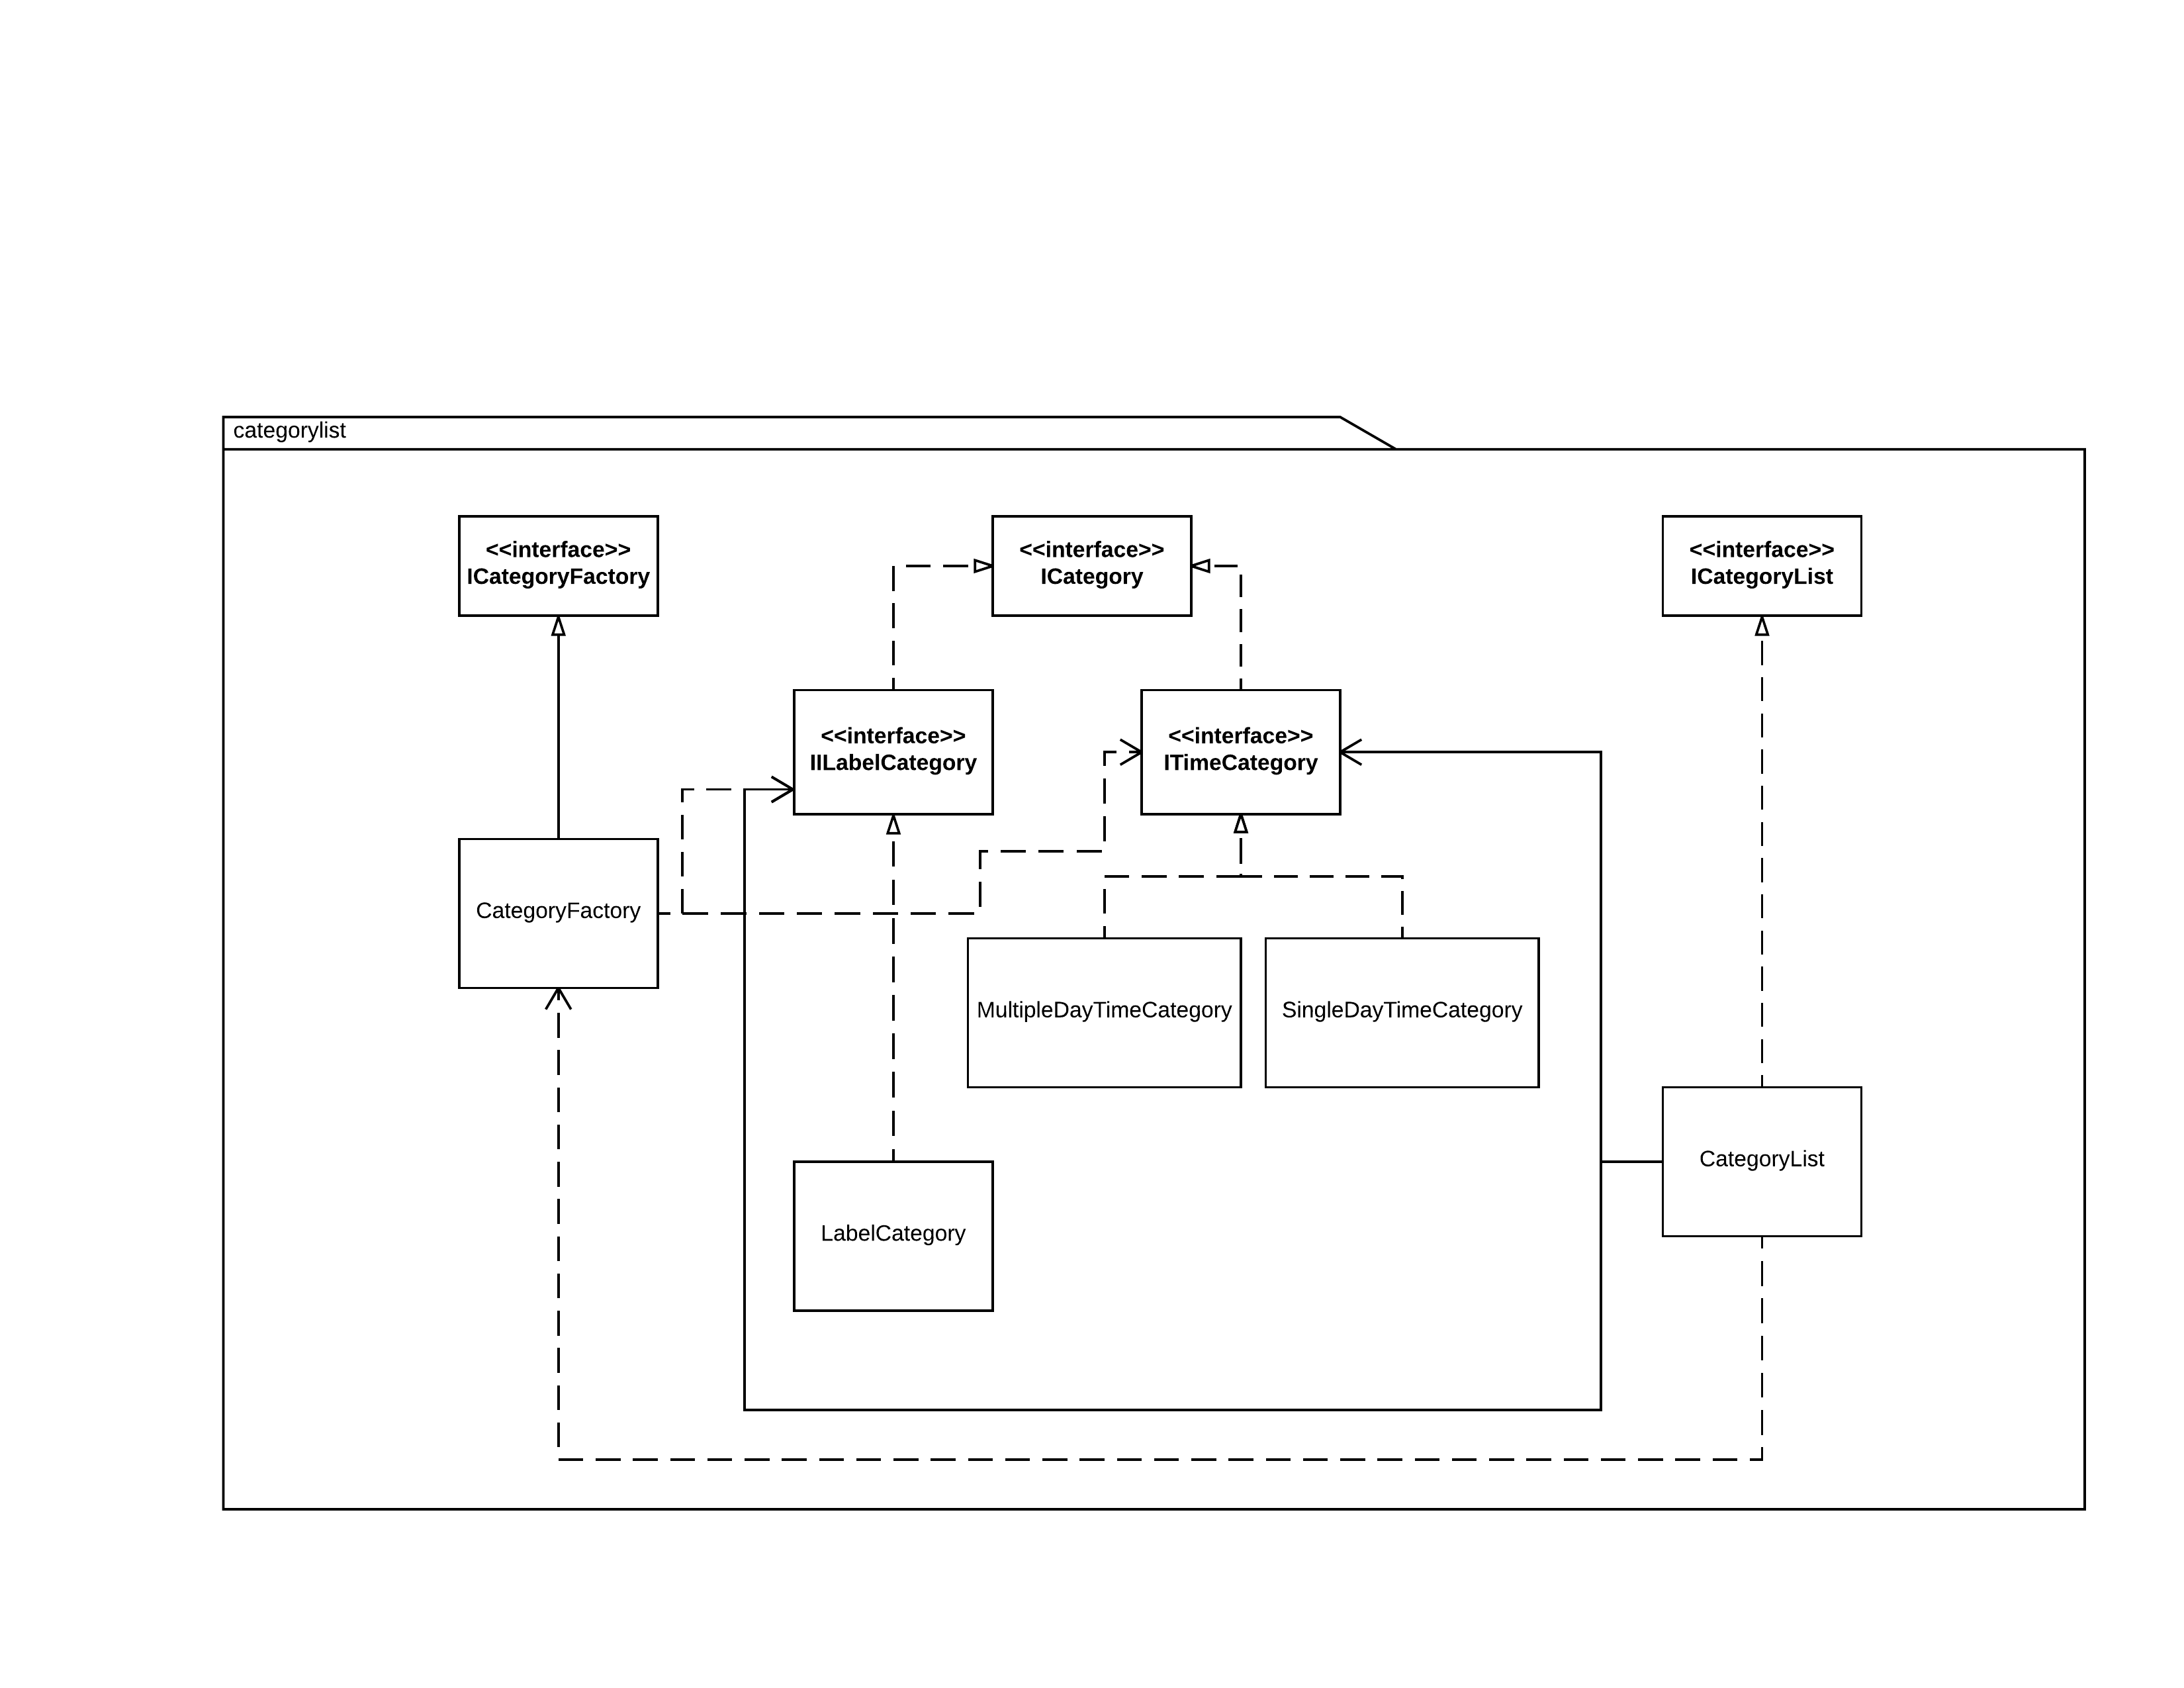 categorylist
<<interface>>
ICategoryFactory
<<interface>>
ICategory
<<interface>>
ICategoryList
<<interface>>
IILabelCategory
<<interface>>
ITimeCategory
CategoryFactory
MultipleDayTimeCategory
SingleDayTimeCategory
CategoryList
LabelCategory